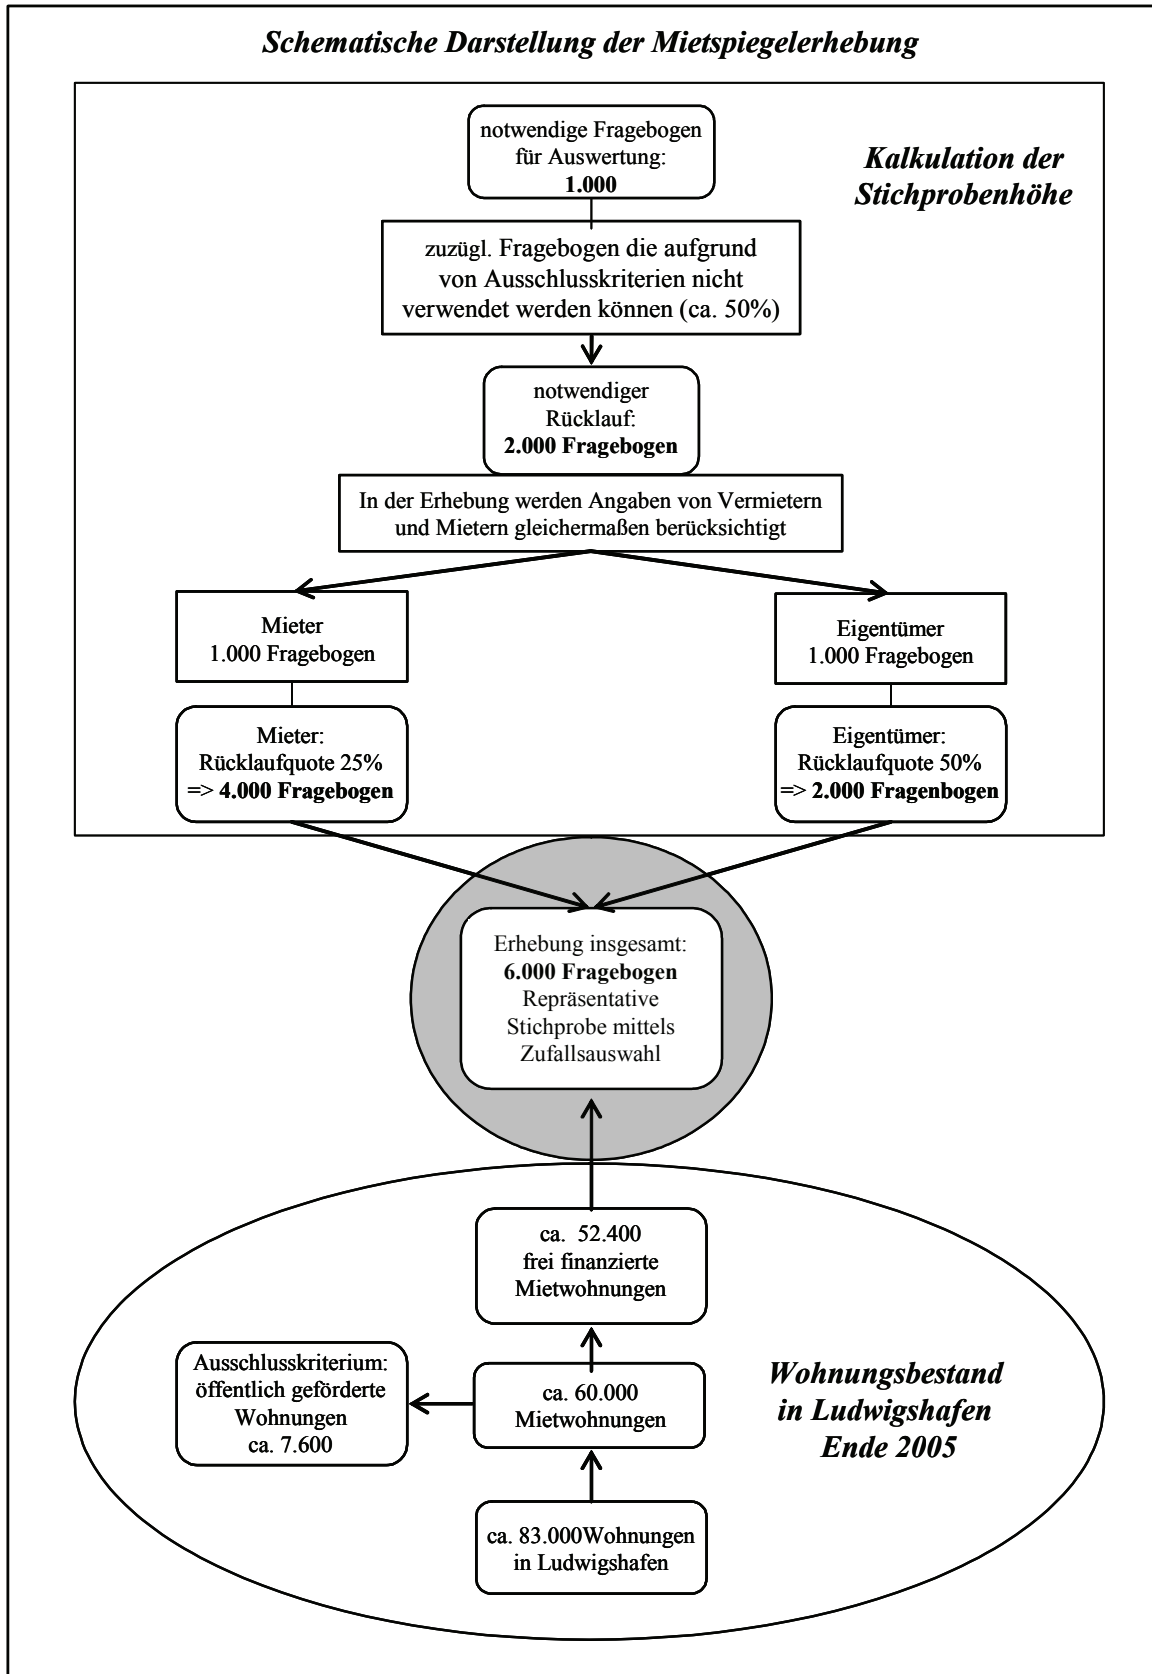 Schematische Darstellung der Mietspiegelerhebung
notwendige Fragebogen
für Auswertung:
1.000
Kalkulation der
Stichprobenhöhe
zuzügl. Fragebogen die aufgrund
von Ausschlusskriterien nicht
verwendet werden können (ca. 50%)
notwendiger
Rücklauf:
2.000 Fragebogen
In der Erhebung werden Angaben von Vermietern
und Mietern gleichermaßen berücksichtigt
Mieter
1.000 Fragebogen
Eigentümer
1.000 Fragebogen
Mieter:
Rücklaufquote 25%
=> 4.000 Fragebogen
Eigentümer:
Rücklaufquote 50%
=> 2.000 Fragenbogen
Erhebung insgesamt:
6.000 Fragebogen
Repräsentative
Stichprobe mittels
Zufallsauswahl
ca. 52.400
frei finanzierte
Mietwohnungen
Ausschlusskriterium:
öffentlich geförderte
Wohnungen
ca. 7.600
ca. 60.000
Mietwohnungen
Wohnungsbestand
in Ludwigshafen
Ende 2005
ca. 83.000Wohnungen
in Ludwigshafen